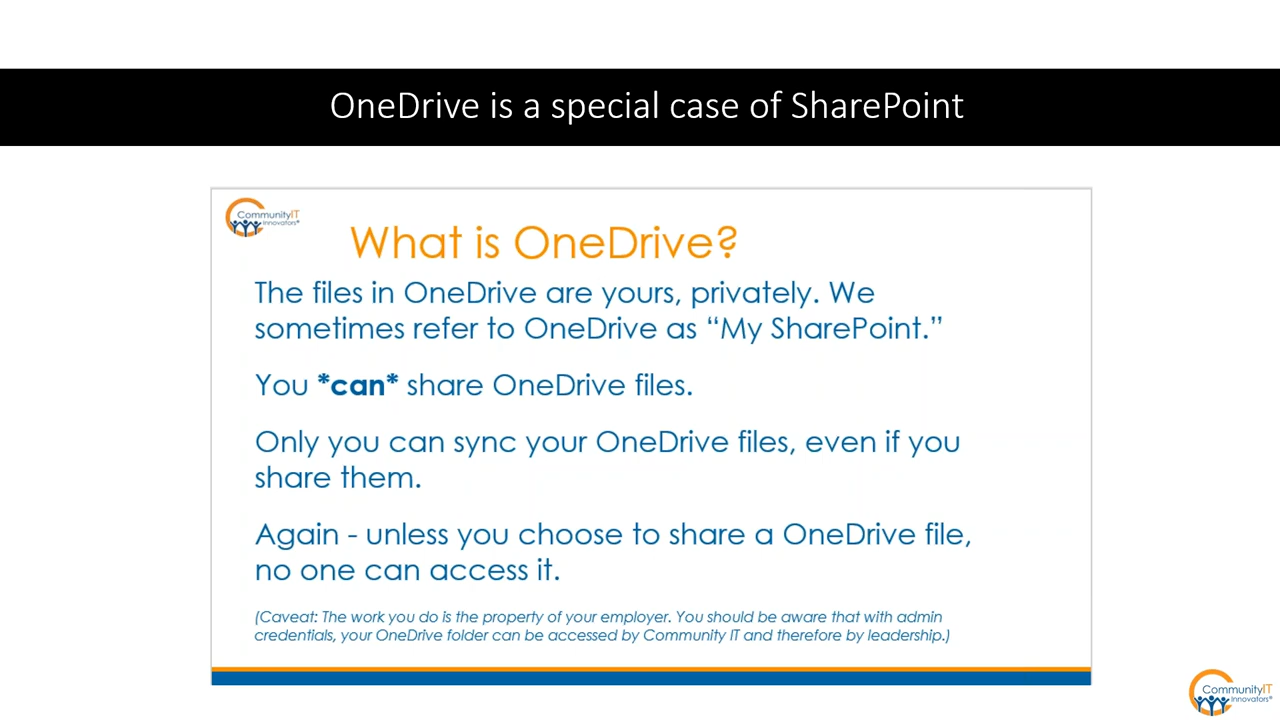 OneDrive is a special case of SharePoint
CommunityIT
Innovators®
What is OneDrive?
The files in OneDrive are yours, privately. We
sometimes refer to OneDrive as “My SharePoint.”
You *can* share OneDrive files.
Only you can sync your OneDrive files, even if you
share them.
Again - unless you choose to share a OneDrive file,
no one can access it.
(Caveat: The work you do is the property of your employer. You should be aware that with admin
credentials, your OneDrive folder can be accessed by Community IT and therefore by leadership.)
CommunityIT
Innovators®